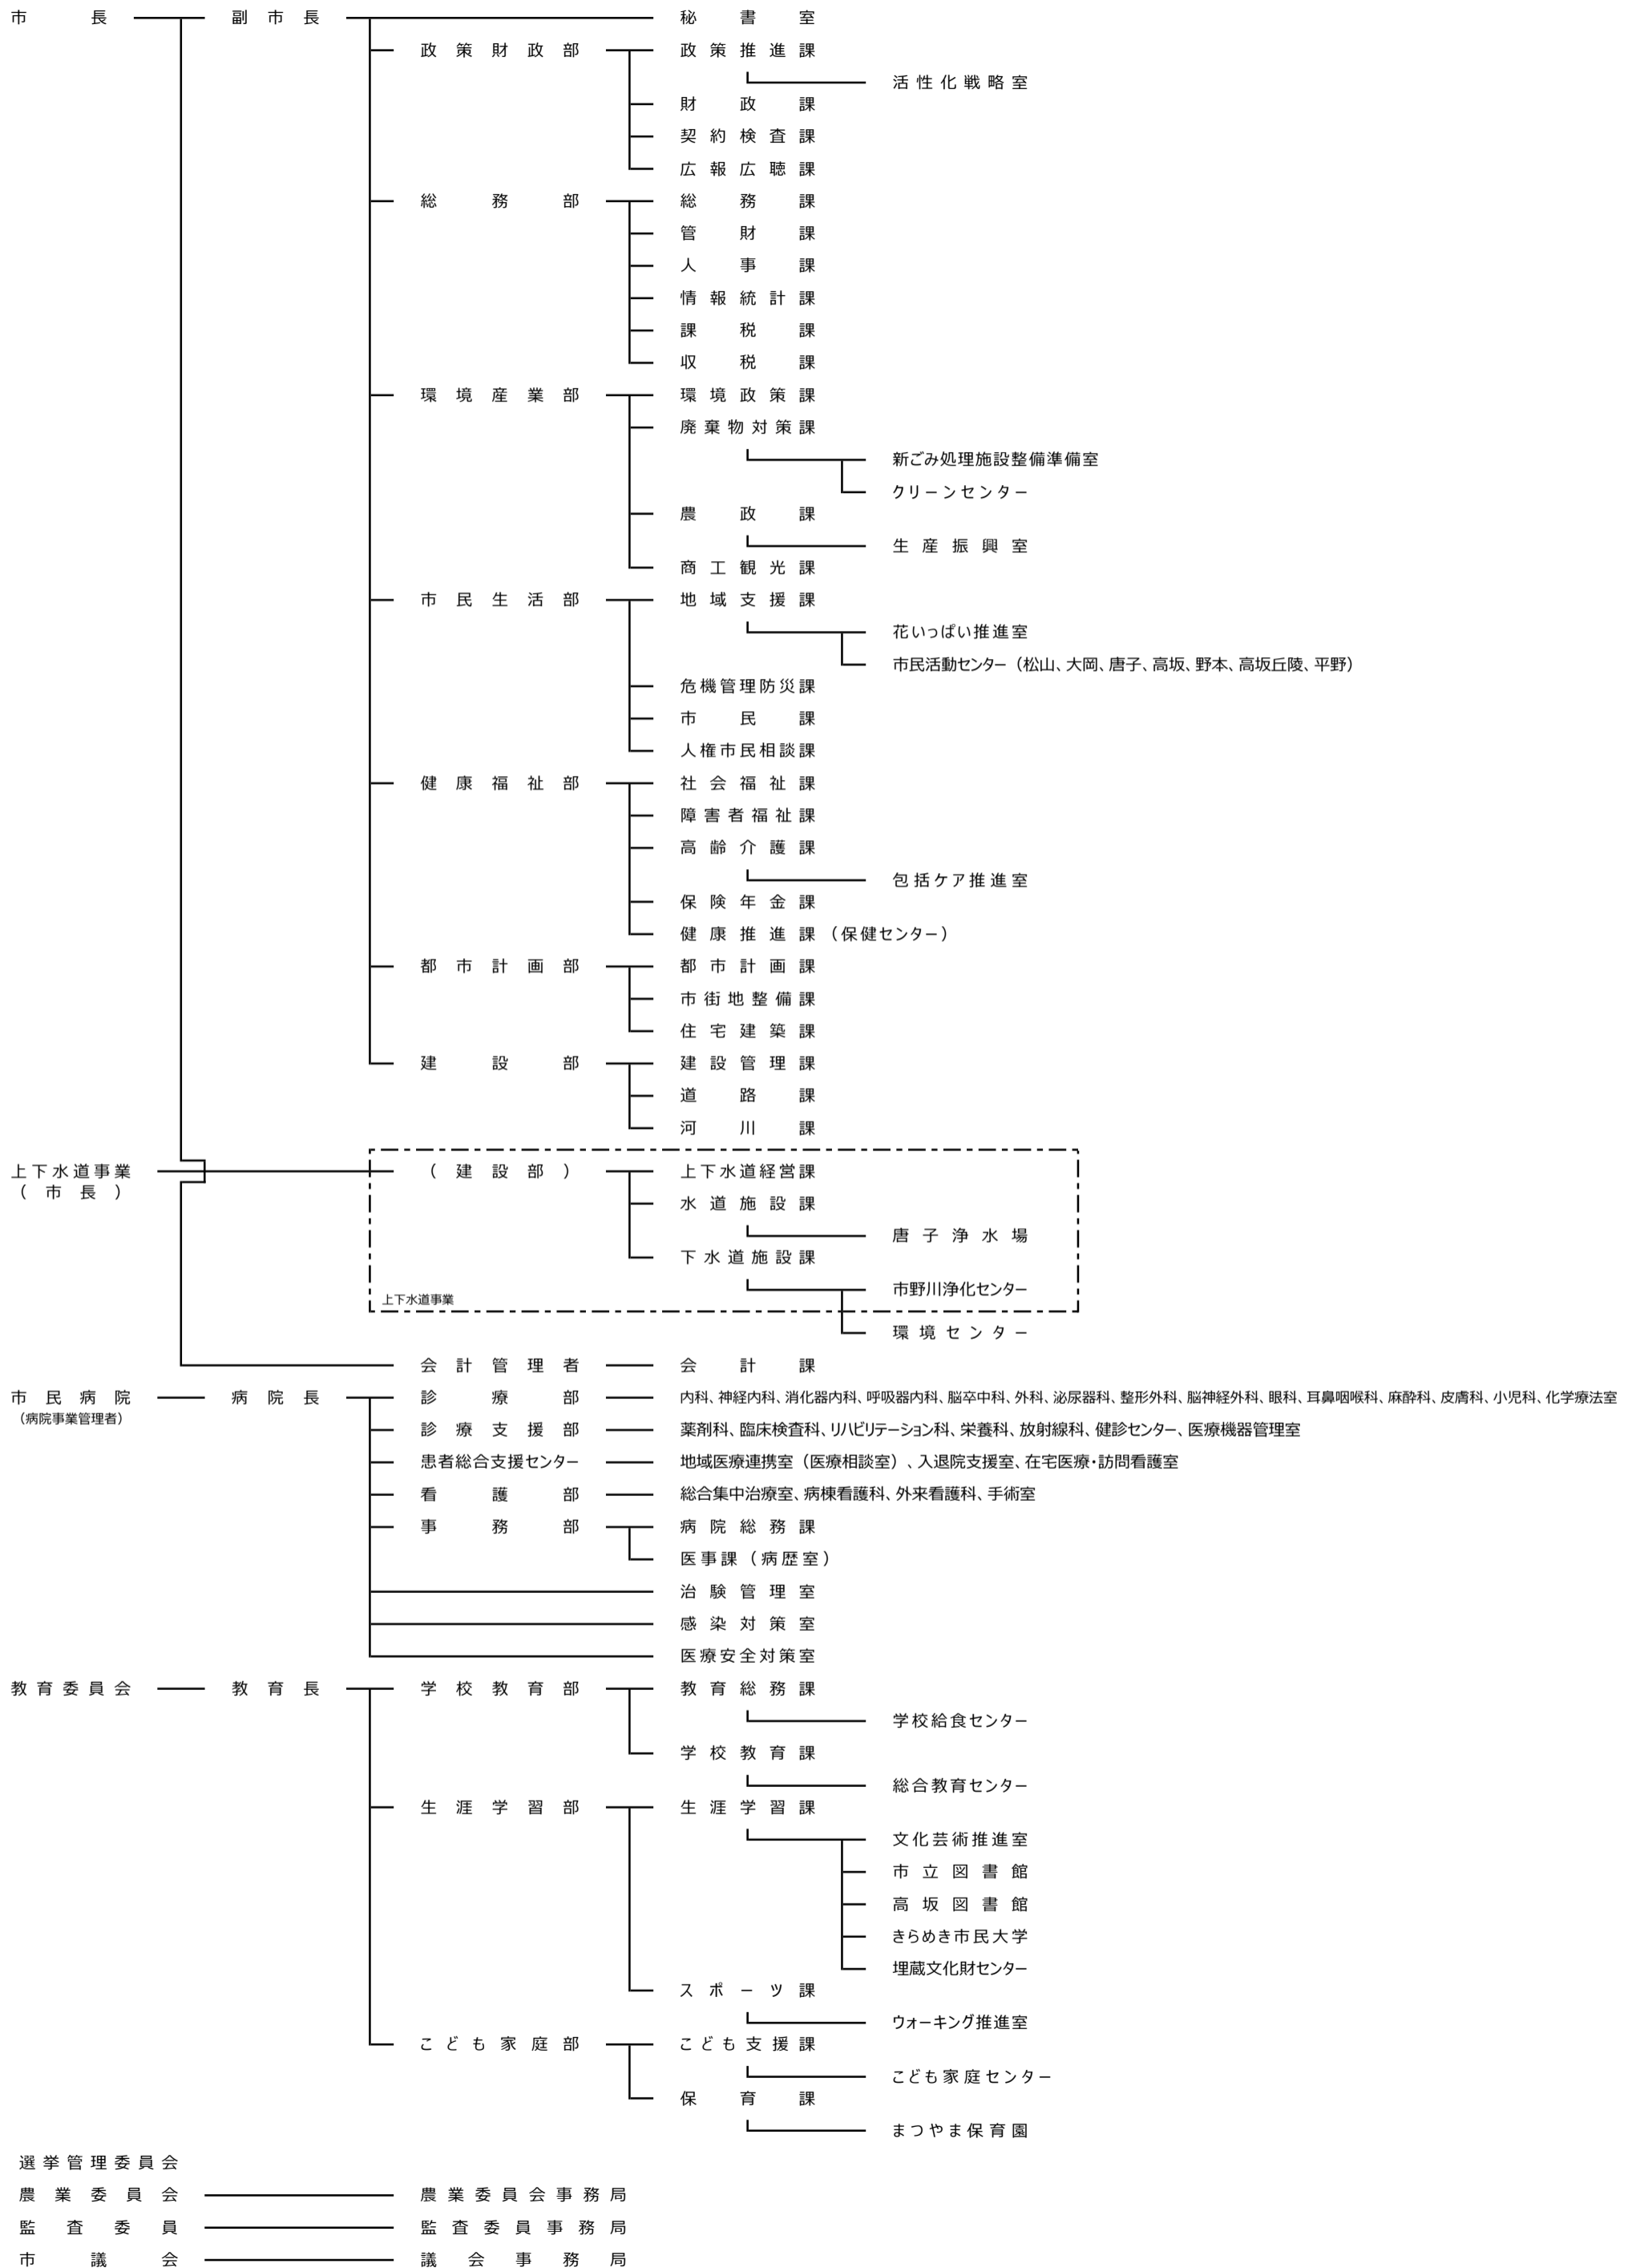 市長 副市長 秘書室
政策財政部 政策推進課
活性化戦略室
財政課
契約検査課
広報広聴課
総務部 総務課
管財課
人事課
情報統計課
課税課
収税課
環境産業部 環境政策課
廃棄物対策課
新ごみ処理施設整備準備室
クリーンセンター
農政課
生産振興室
商工観光課
市民生活部 地域支援課
花いっぱい推進室
市民活動センター（松山、大岡、唐子、高坂、野本、高坂丘陵、平野）
危機管理防災課
市民課
人権市民相談課
健康福祉部 社会福祉課
障害者福祉課
高齢介護課
包括ケア推進室
保険年金課
健康推進課（保健センター）
都市計画部 都市計画課
市街地整備課
住宅建築課
建設部 建設管理課
道路課
河川課
上下水道事業 （建設部） 上下水道経営課
（市長）
水道施設課
唐子浄水場
下水道施設課
市野川浄化センター
上下水道事業
環境センター
会計管理者 会計課
市民病院 病院長 診療部 内科、神経内科、消化器内科、呼吸器内科、脳卒中科、外科、泌尿器科、整形外科、脳神経外科、眼科、耳鼻咽喉科、麻酔科、皮膚科、小児科、化学療法室
（病院事業管理者）
診療支援部 薬剤科、臨床検査科、リハビリテーション科、栄養科、放射線科、健診センター、医療機器管理室
患者総合支援センター 地域医療連携室（医療相談室）、入退院支援室、在宅医療・訪問看護室
看護部 総合集中治療室、病棟看護科、外来看護科、手術室
事務部 病院総務課
医事課（病歴室）
治験管理室
感染対策室
医療安全対策室
教育委員会 教育長 学校教育部 教育総務課
学校給食センター
学校教育課
総合教育センター
生涯学習部 生涯学習課
文化芸術推進室
市立図書館
高坂図書館
きらめき市民大学
埋蔵文化財センター
スポーツ課
ウォーキング推進室
こども家庭部 こども支援課
こども家庭センター
保育課
まつやま保育園
選挙管理委員会
農業委員会 農業委員会事務局
監査委員 監査委員事務局
市議会 議会事務局